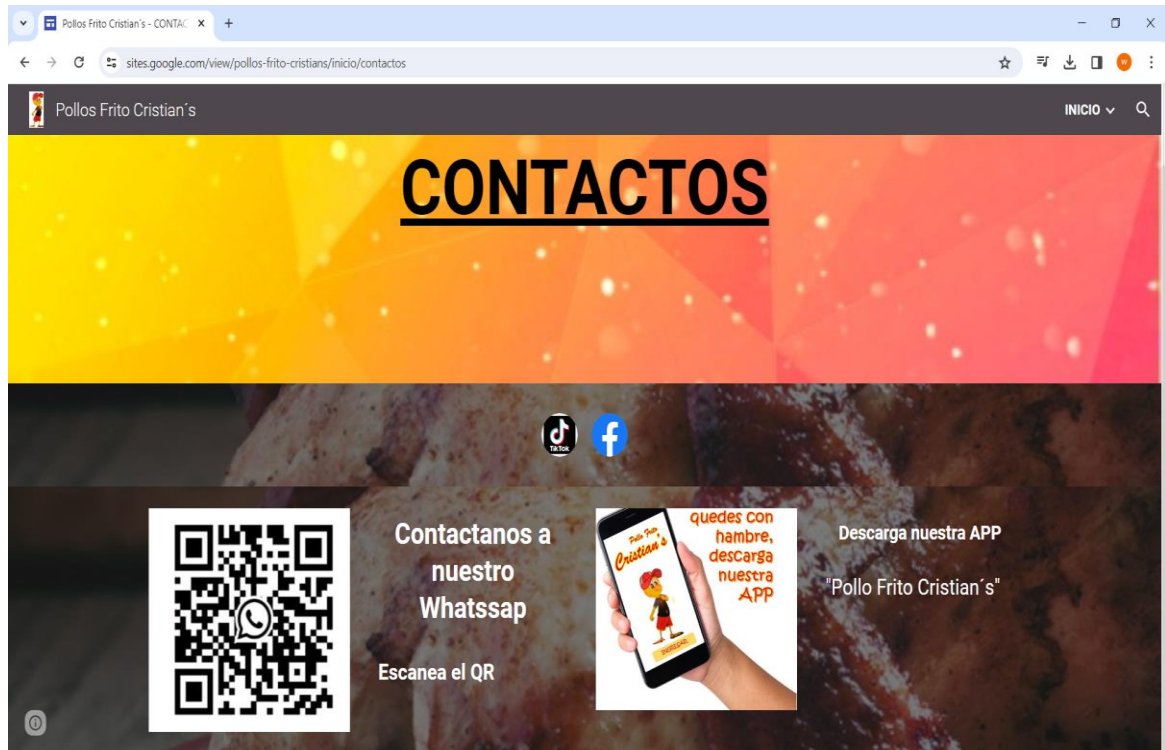 Pollos Frito Cristian´s - CONTAC
sites.google.com/view/pollos-frito-cristians/inicio/contactos
W
Pollos Frito Cristian´s
INICIO
CONTACTOS
TikTok
Contactanos a
nuestro
Whatssap
Escanea el QR
Pollo Frito
Cristian´s
INGRESAR
quedes con
hambre,
descarga
nuestra
APP
Descarga nuestra APP
"Pollo Frito Cristian´s"